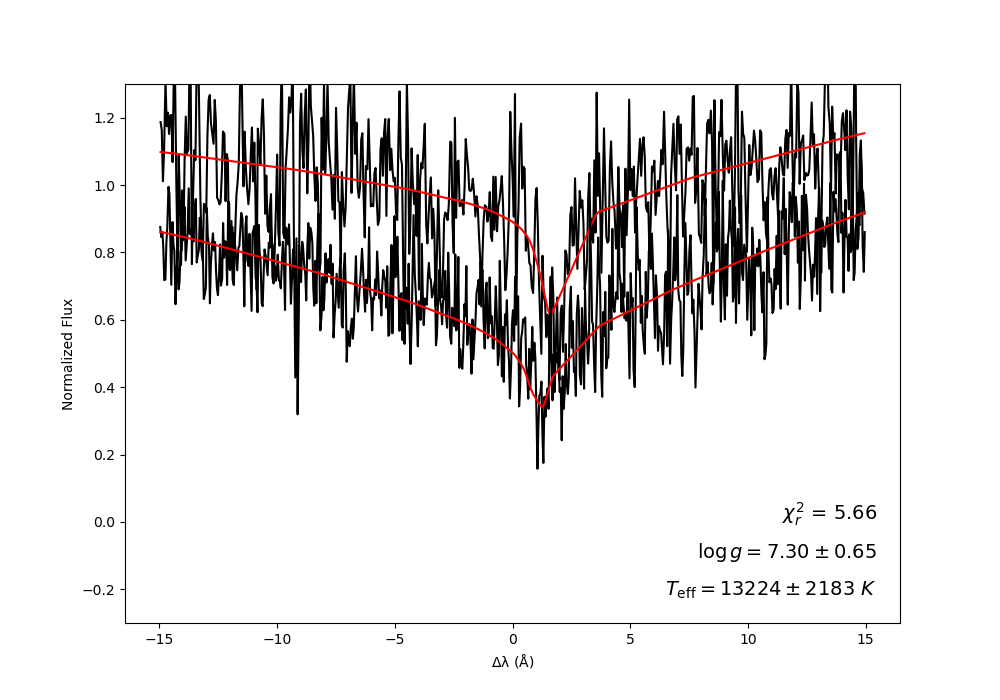 1.2
1.0
0.8
0.6
0.4
0.2
0.0
−0.2
Normalized Flux
χ²ᵣ = 5.66
log g = 7.30 ± 0.65
T_eff = 13224 ± 2183 K
−15 −10 −5 0 5 10 15
Δλ (Å)